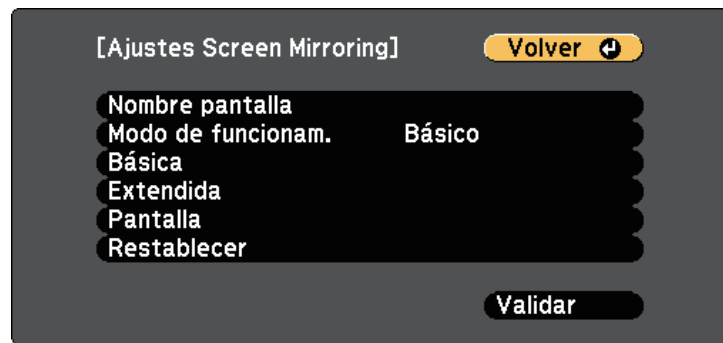 [Ajustes Screen Mirroring] Volver
Nombre pantalla
Modo de funcionam. Básico
Básica
Extendida
Pantalla
Restablecer
Validar